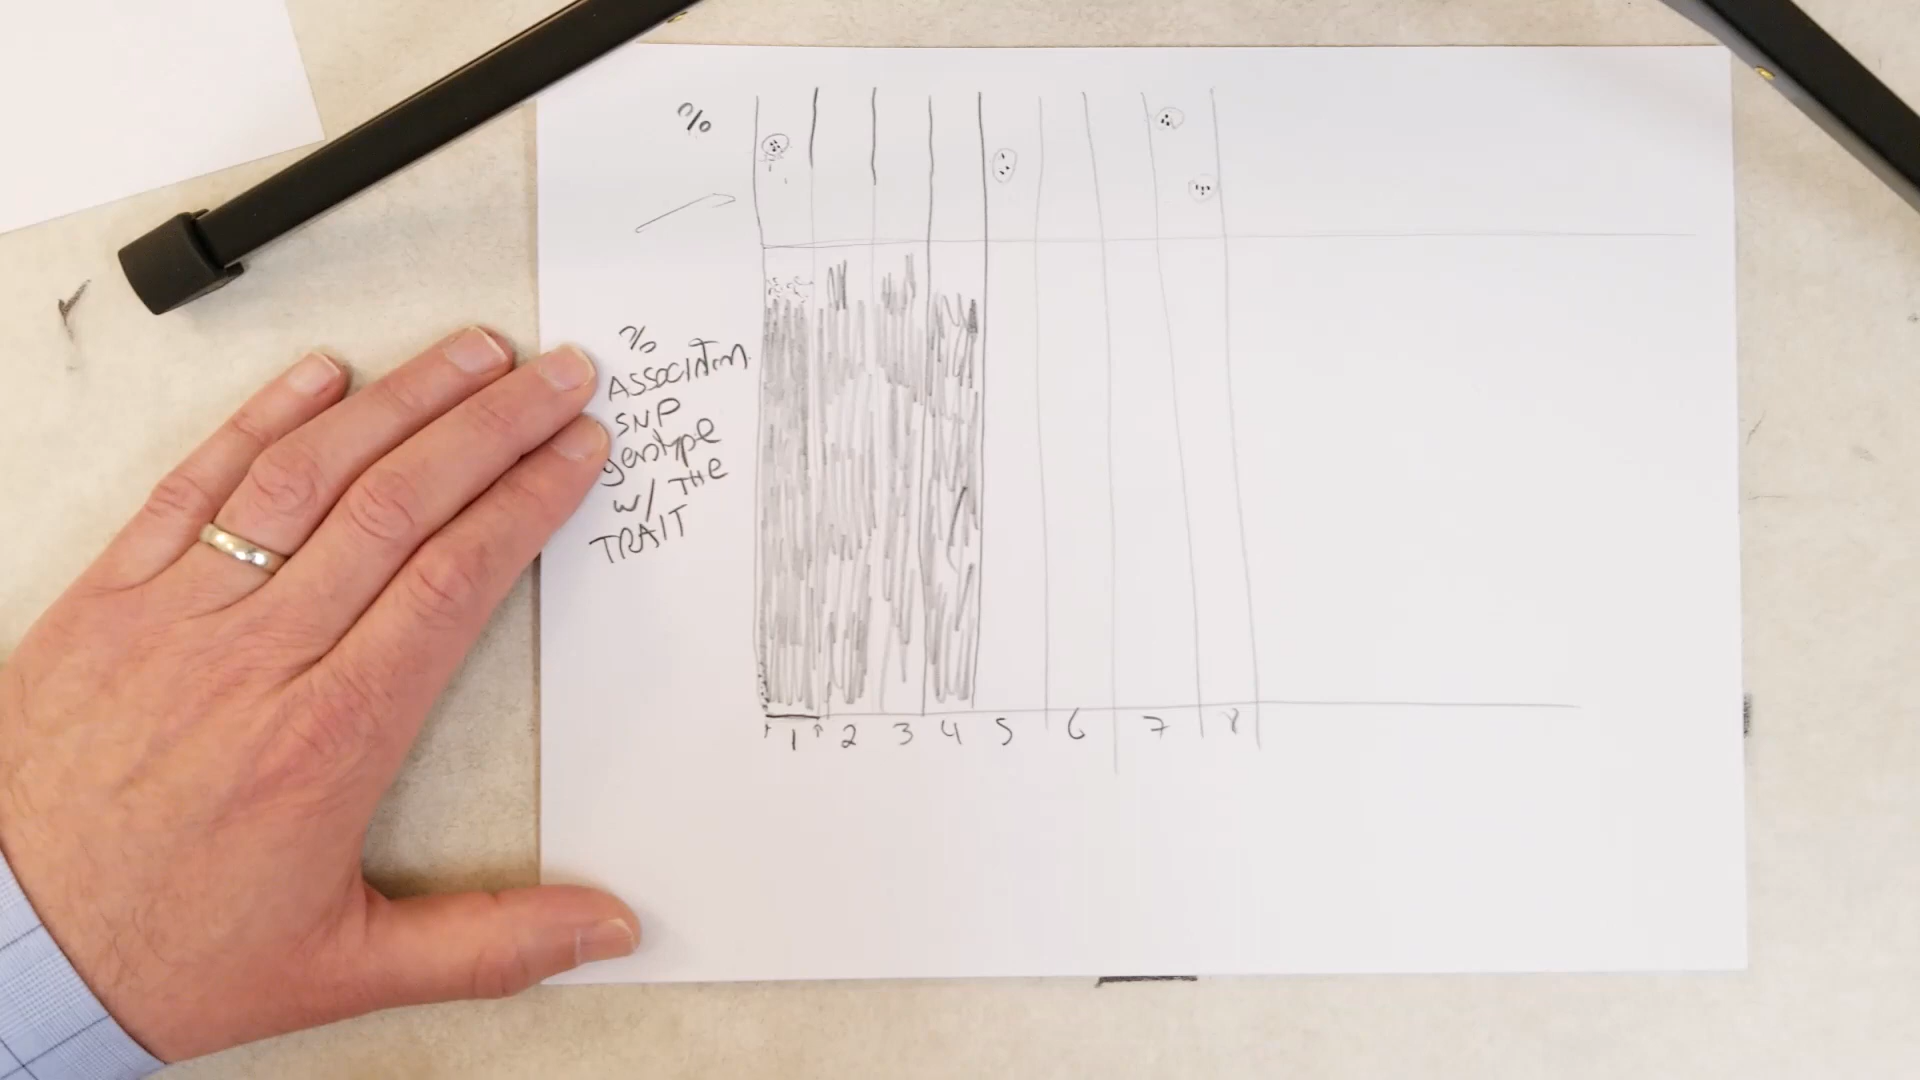 %
%
ASSOCIATION
SNP
genotype
w/ THE
TRAIT
1 2 3 4 5 6 7 8